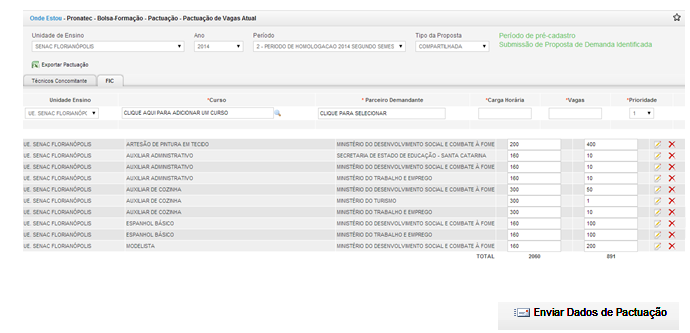 Onde Estou - Pronatec - Bolsa-Formação - Pactuação - Pactuação de Vagas Atual
Unidade de Ensino Ano Período Tipo da Proposta Período de pré-cadastro
SENAC FLORIANÓPOLIS 2014 2 - PERIODO DE HOMOLOGACAO 2014 SEGUNDO SEMES COMPARTILHADA Submissão de Proposta de Demanda Identificada
Exportar Pactuação
Técnicos Concomitante FIC
Unidade Ensino *Curso * Parceiro Demandante *Carga Horária *Vagas *Prioridade
UE. SENAC FLORIANÓPO CLIQUE AQUI PARA ADICIONAR UM CURSO CLIQUE PARA SELECIONAR 1
UE. SENAC FLORIANÓPOLIS ARTESÃO DE PINTURA EM TECIDO MINISTÉRIO DO DESENVOLVIMENTO SOCIAL E COMBATE À FOME 200 400
UE. SENAC FLORIANÓPOLIS AUXILIAR ADMINISTRATIVO SECRETARIA DE ESTADO DE EDUCAÇÃO - SANTA CATARINA 160 10
UE. SENAC FLORIANÓPOLIS AUXILIAR ADMINISTRATIVO MINISTÉRIO DO DESENVOLVIMENTO SOCIAL E COMBATE À FOME 160 10
UE. SENAC FLORIANÓPOLIS AUXILIAR ADMINISTRATIVO MINISTÉRIO DO TRABALHO E EMPREGO 160 10
UE. SENAC FLORIANÓPOLIS AUXILIAR DE COZINHA MINISTÉRIO DO DESENVOLVIMENTO SOCIAL E COMBATE À FOME 300 50
UE. SENAC FLORIANÓPOLIS AUXILIAR DE COZINHA MINISTÉRIO DO TURISMO 300 1
UE. SENAC FLORIANÓPOLIS AUXILIAR DE COZINHA MINISTÉRIO DO TRABALHO E EMPREGO 300 10
UE. SENAC FLORIANÓPOLIS ESPANHOL BÁSICO MINISTÉRIO DO DESENVOLVIMENTO SOCIAL E COMBATE À FOME 160 100
UE. SENAC FLORIANÓPOLIS ESPANHOL BÁSICO MINISTÉRIO DO TRABALHO E EMPREGO 160 100
UE. SENAC FLORIANÓPOLIS MODELISTA MINISTÉRIO DO DESENVOLVIMENTO SOCIAL E COMBATE À FOME 160 200
TOTAL 2060 891
Enviar Dados de Pactuação